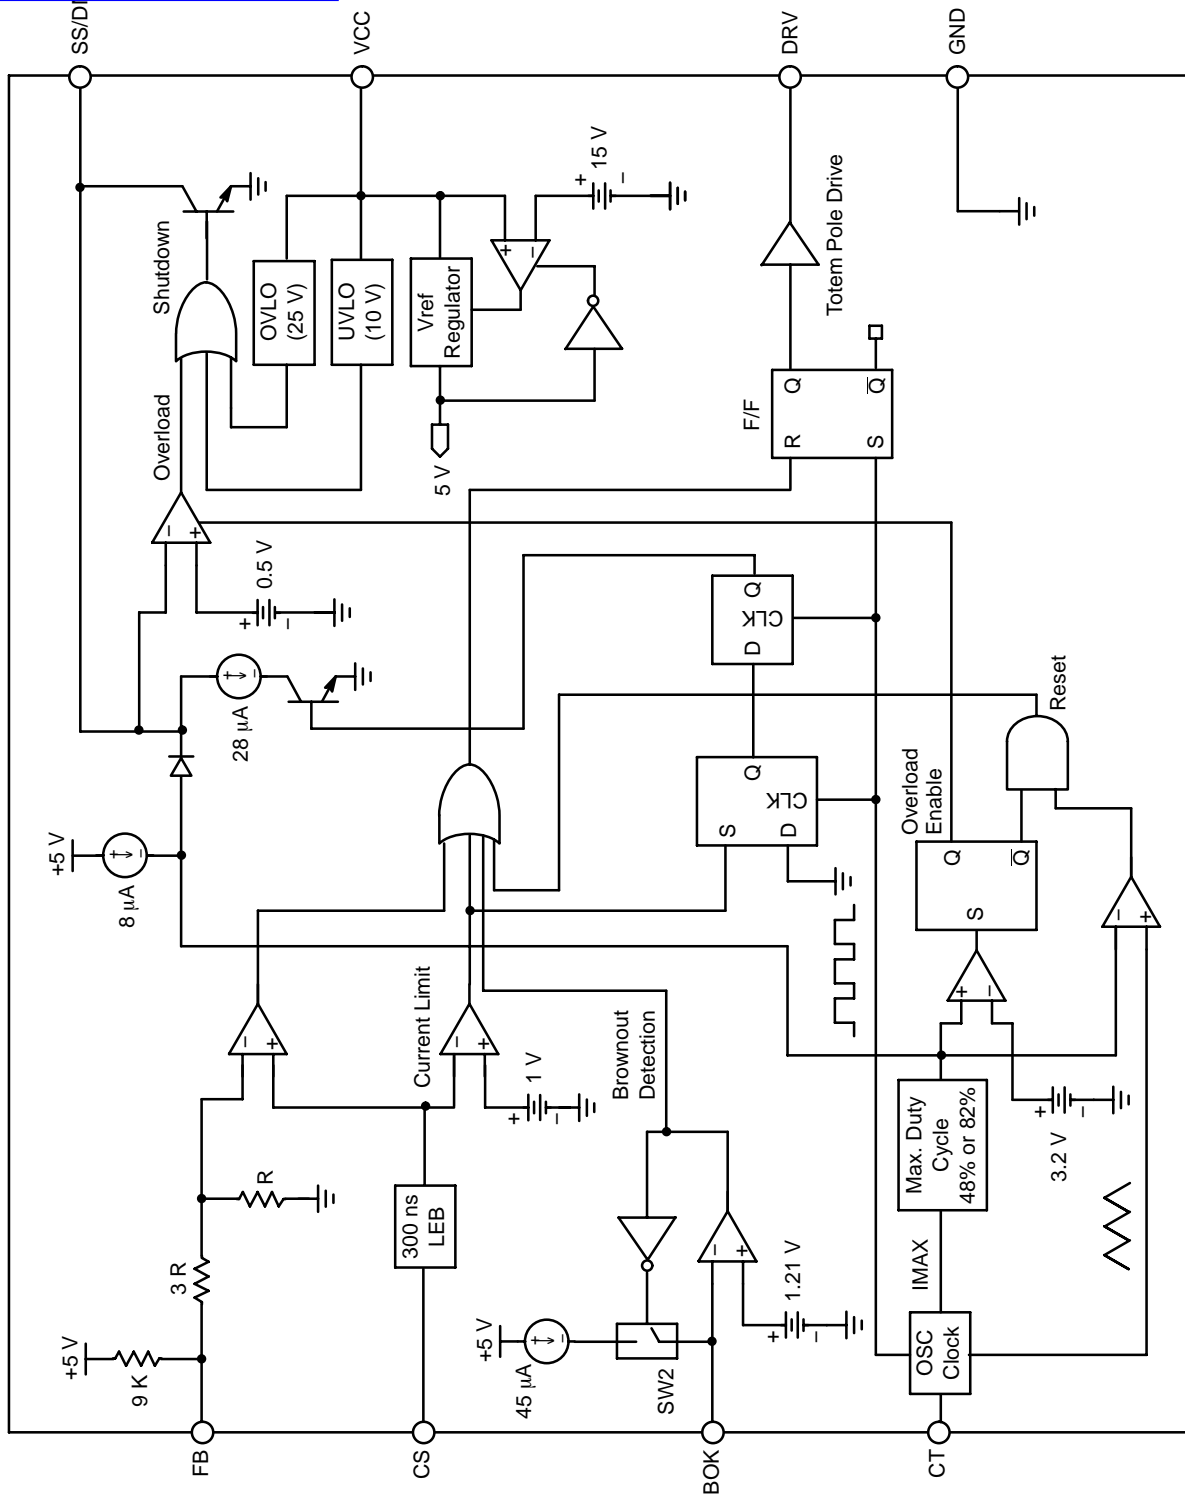 SS/DI
VCC
DRV
GND
Shutdown
OVLO
(25 V)
UVLO
(10 V)
Vref
Regulator
+
−
+
−
15 V
Totem Pole Drive
Overload
−
+
5 V
F/F
R
Q
S
Q
+
−
0.5 V
28 µA
+
−
Q
CLK
D
Reset
+5 V
8 µA
+
−
Q
CLK
S
D
Overload
Enable
Q
Q
S
−
+
Current Limit
−
+
+
−
1 V
Brownout
Detection
+
−
−
+
Max. Duty
Cycle
48% or 82%
+
−
3.2 V
R
3 R
300 ns
LEB
IMAX
−
+
+
−
1.21 V
+5 V
9 K
+5 V
45 µA
+
−
SW2
OSC
Clock
FB
CS
BOK
CT